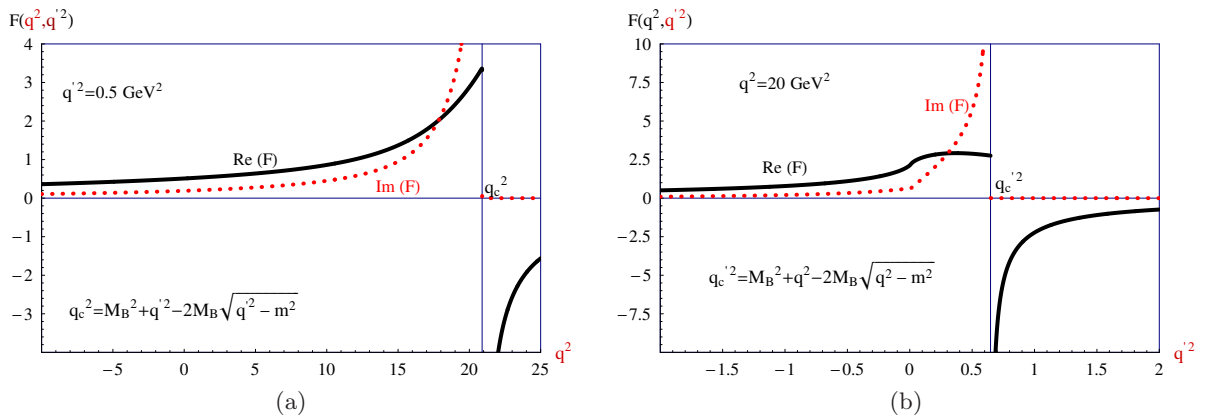 F(q²,q'²)
4
3
2
1
0
−1
−2
−3
q'²=0.5 GeV²
Re (F)
Im (F)
q_c²
q_c²=M_B²+q'²−2M_B√(q'²−m²)
−5 0 5 10 15 20 25
q²
(a)
F(q²,q'²)
10
7.5
5
2.5
0
−2.5
−5
−7.5
q²=20 GeV²
Im (F)
Re (F)
q_c'²
q_c'²=M_B²+q²−2M_B√(q²−m²)
−1.5 −1 −0.5 0 0.5 1 1.5 2
q'²
(b)